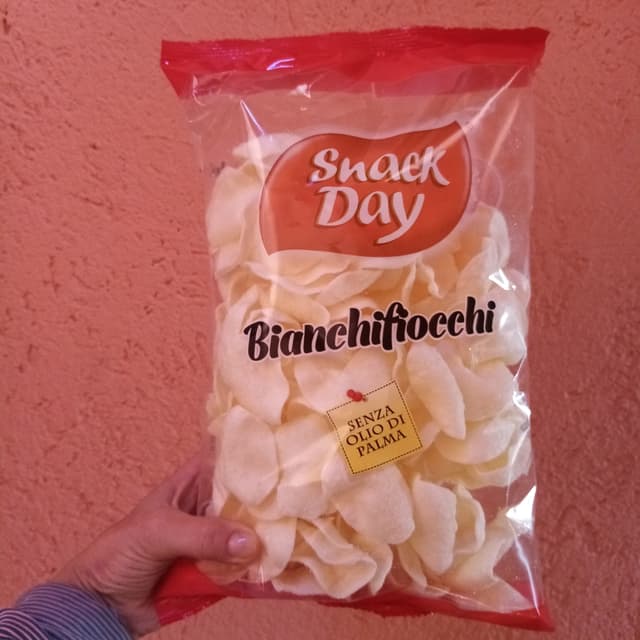 Snack
Day
Bianchifiocchi
SENZA
OLIO DI
PALMA